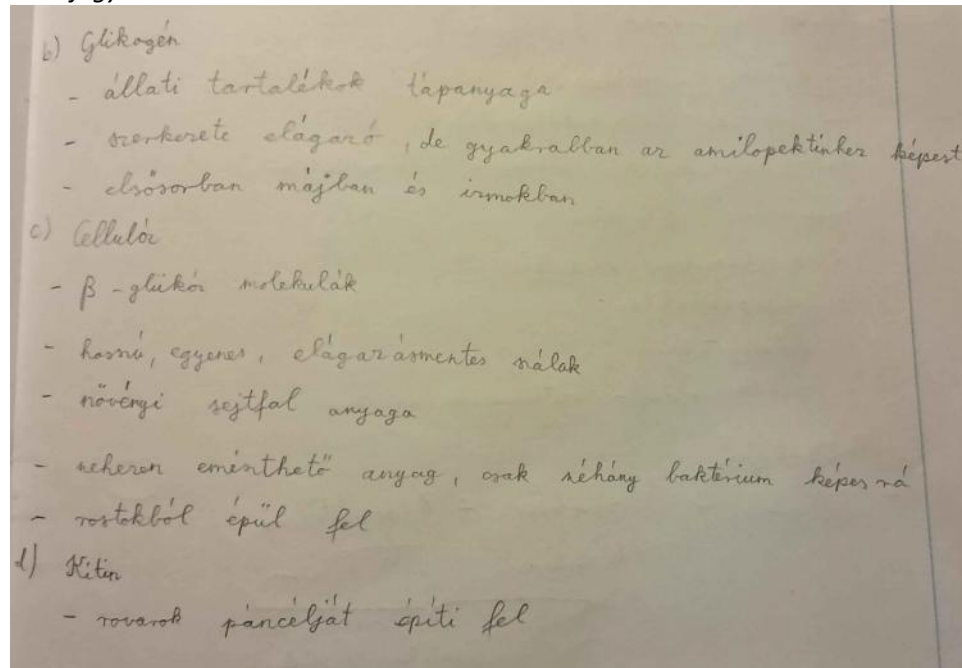 b) Glikogén
- állati tartalékok tápanyaga
- szerkezete elágazó, de gyakrabban az amilopektinhez képest
- elsősorban májban és izmokban
c) Cellulóz
- β-glükóz molekulák
- hosszú, egyenes, elágazásmentes szálak
- növényi sejtfal anyaga
- nehezen emészthető anyag, csak néhány baktérium képes rá
- rostokból épül fel
d) Kitin
- rovarok páncélját építi fel